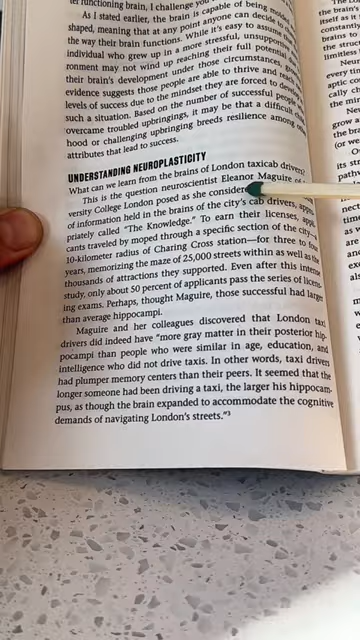 ter functioning brain, I challenge you
As I stated earlier, the brain is capable of being molded
shaped, meaning that at any point anyone can decide to
the way their brain functions. While it's easy to assume
individual who grew up in a more stressful, unsupportive
onment may wind up reaching their full potential
their brain's development under those circumstances,
evidence suggests those people are able to thrive and reach
levels of success due to the mindset they are forced to develop
such a situation. Based on the number of successful people
overcame troubled upbringings, it may be that a difficult
hood or challenging upbringing breeds resilience among
attributes that lead to success.
UNDERSTANDING NEUROPLASTICITY
What can we learn from the brains of London taxicab drivers?
This is the question neuroscientist Eleanor Maguire of
versity College London posed as she considered
of information held in the brains of the city's cab drivers, appro
priately called "The Knowledge." To earn their licenses, appli
cants traveled by moped through a specific section of the city
10-kilometer radius of Charing Cross station—for three to four
years, memorizing the maze of 25,000 streets within as well as the
thousands of attractions they supported. Even after this intense
study, only about 50 percent of applicants pass the series of licens
ing exams. Perhaps, thought Maguire, those successful had larger
than average hippocampi.
Maguire and her colleagues discovered that London taxi
drivers did indeed have "more gray matter in their posterior hip-
pocampi than people who were similar in age, education, and
intelligence who did not drive taxis. In other words, taxi drivers
had plumper memory centers than their peers. It seemed that the
longer someone had been driving a taxi, the larger his hippocam-
pus, as though the brain expanded to accommodate the cognitive
demands of navigating London's streets."3